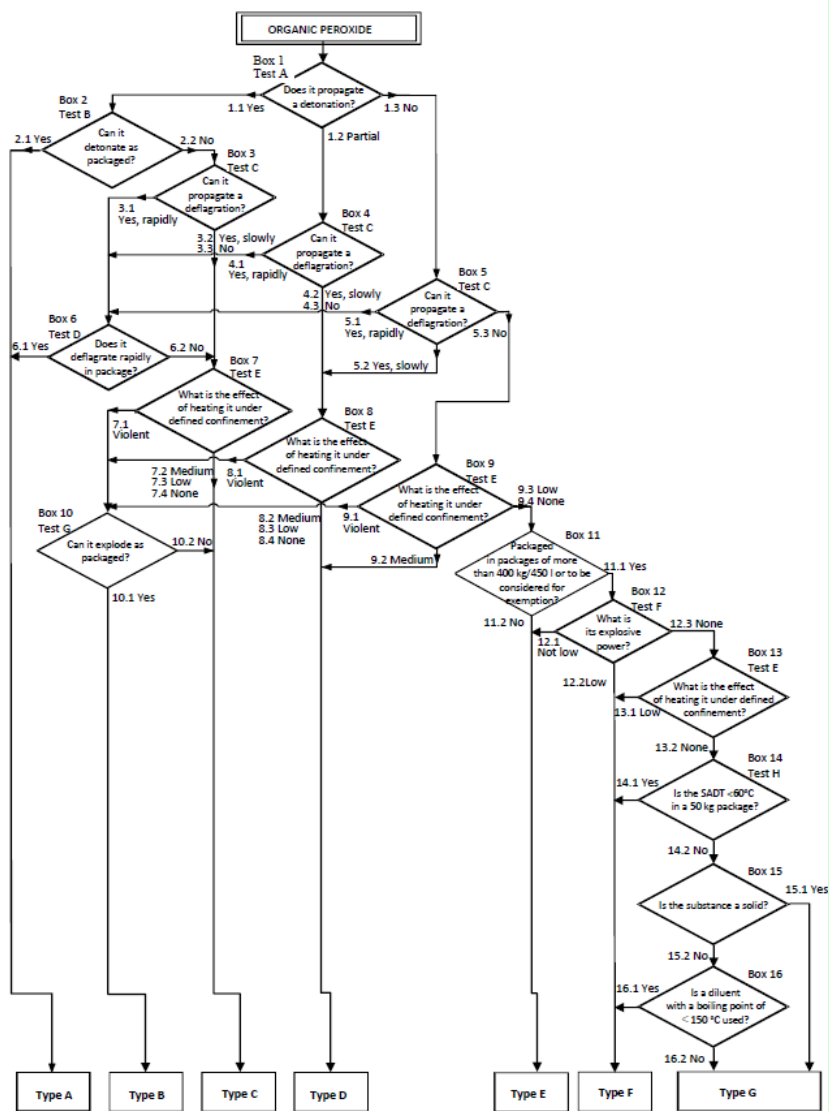 ORGANIC PEROXIDE
Box 1
Test A
Does it propagate
a detonation?
1.1 Yes
1.3 No
1.2 Partial
Box 2
Test B
Can it
detonate as
packaged?
2.1 Yes
2.2 No
Box 3
Test C
Can it
propagate a
deflagration?
3.1
Yes, rapidly
3.2 Yes, slowly
3.3 No
Box 4
Test C
Can it
propagate a
deflagration?
4.1
Yes, rapidly
4.2 Yes, slowly
4.3 No
Box 5
Test C
Can it
propagate a
deflagration?
5.1
Yes, rapidly
5.3 No
5.2 Yes, slowly
Box 6
Test D
Does it
deflagrate rapidly
in package?
6.1 Yes
6.2 No
Box 7
Test E
What is the effect
of heating it under
defined confinement?
7.1
Violent
7.2 Medium
7.3 Low
7.4 None
Box 8
Test E
What is the effect
of heating it under
defined confinement?
8.1
Violent
8.2 Medium
8.3 Low
8.4 None
Box 9
Test E
What is the effect
of heating it under
defined confinement?
9.1
Violent
9.2 Medium
9.3 Low
9.4 None
Box 10
Test G
Can it explode as
packaged?
10.2 No
10.1 Yes
Box 11
Packaged
in packages of more
than 400 kg/450 l or to be
considered for
exemption?
11.1 Yes
11.2 No
Box 12
Test F
What is
its explosive
power?
12.1
Not low
12.3 None
12.2Low
Box 13
Test E
What is the effect
of heating it under defined
confinement?
13.1 Low
13.2 None
Box 14
Test H
14.1 Yes
Is the SADT <60°C
in a 50 kg package?
14.2 No
Box 15
Is the substance a solid?
15.1 Yes
15.2 No
Box 16
16.1 Yes
Is a diluent
with a boiling point of
<150 °C used?
16.2 No
Type A
Type B
Type C
Type D
Type E
Type F
Type G